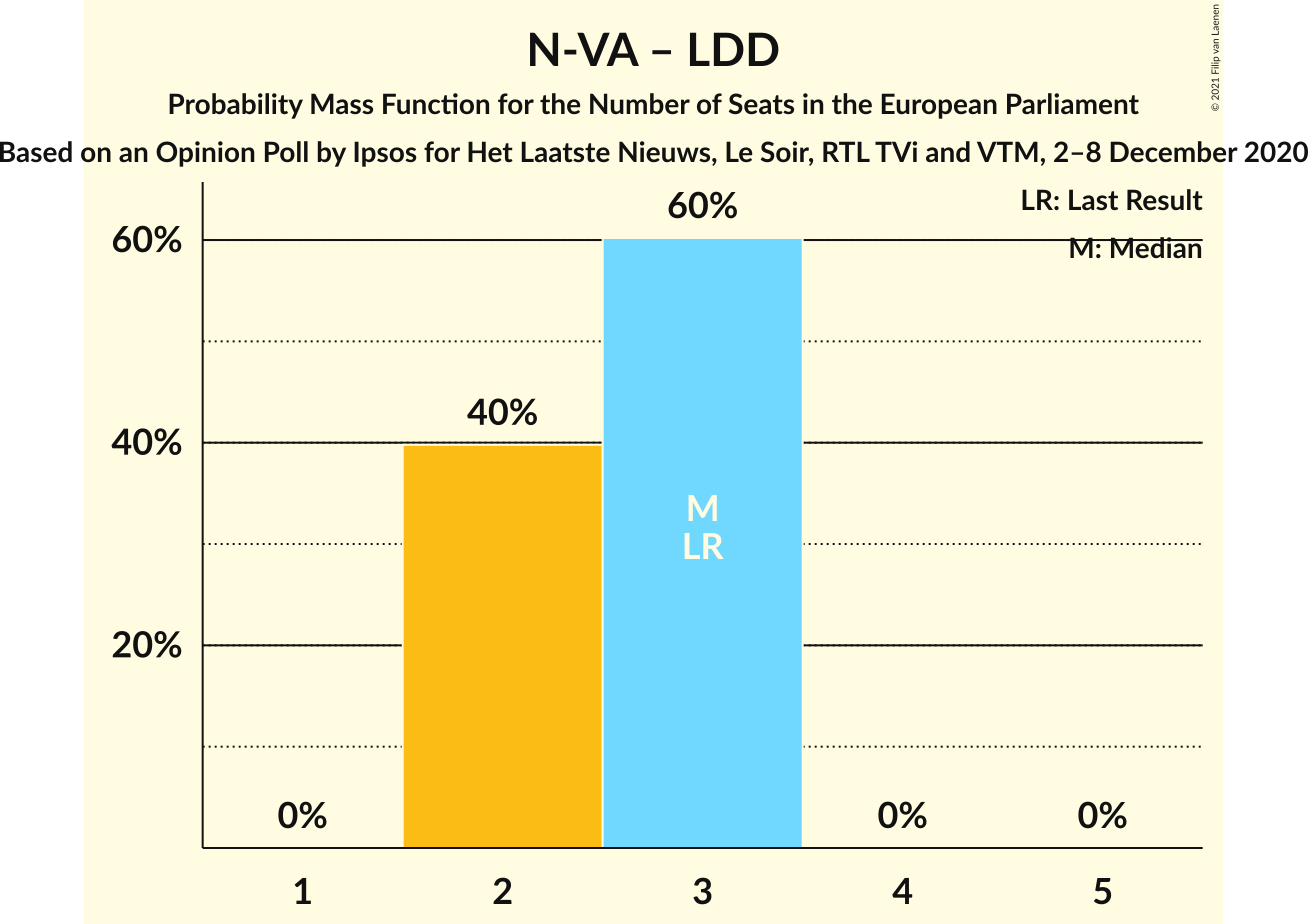 N-VA – LDD
Probability Mass Function for the Number of Seats in the European Parliament
Based on an Opinion Poll by Ipsos for Het Laatste Nieuws, Le Soir, RTL TVi and VTM, 2–8 December 2020
© 2021 Filip van Laenen
LR: Last Result
M: Median
60%
40%
20%
0%
40%
60%
0%
0%
M
LR
1
2
3
4
5